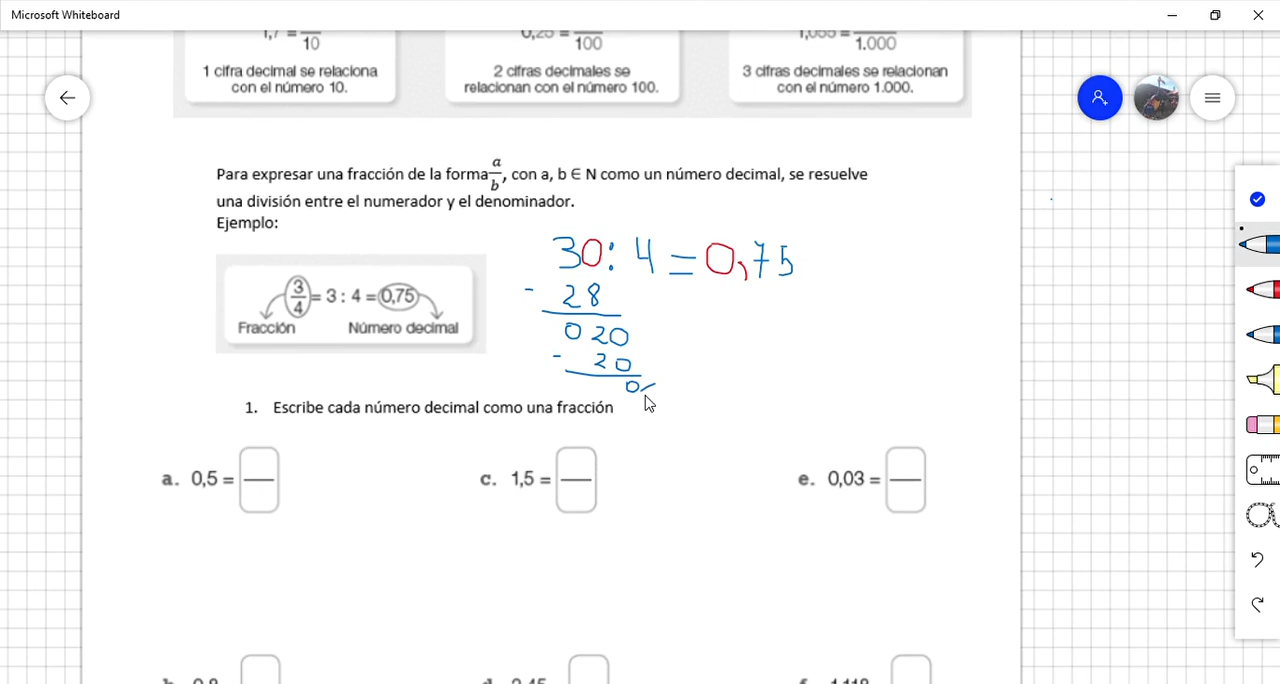 Microsoft Whiteboard
1,7 = 10
0,25 = 100
1.000
1 cifra decimal se relaciona
con el número 10.
2 cifras decimales se
relacionan con el número 100.
3 cifras decimales se relacionan
con el número 1.000.
Para expresar una fracción de la forma a/b, con a, b ∈ N como un número decimal, se resuelve
una división entre el numerador y el denominador.
Ejemplo:
30 : 4 = 0,75
- 28
020
- 20
0
3/4 = 3 : 4 = 0,75
Fracción Número decimal
1. Escribe cada número decimal como una fracción
a. 0,5 =
c. 1,5 =
e. 0,03 =